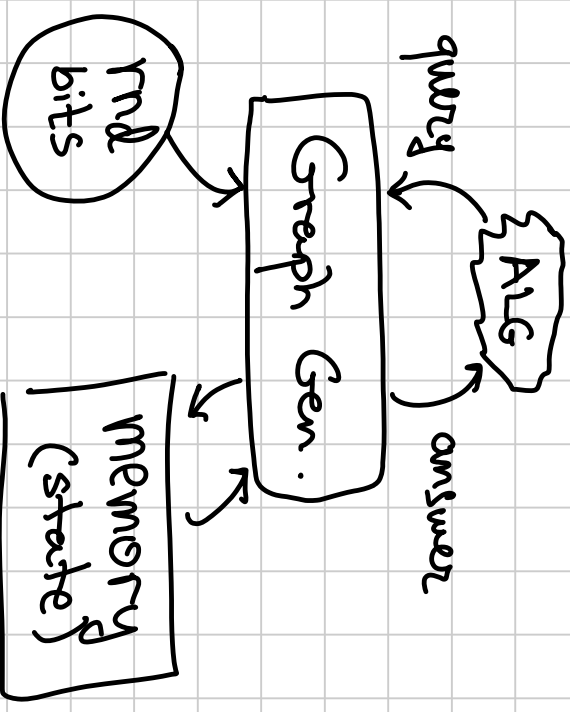 ALG
query
answer
Graph Gen.
rnd
bits
memory
(state)